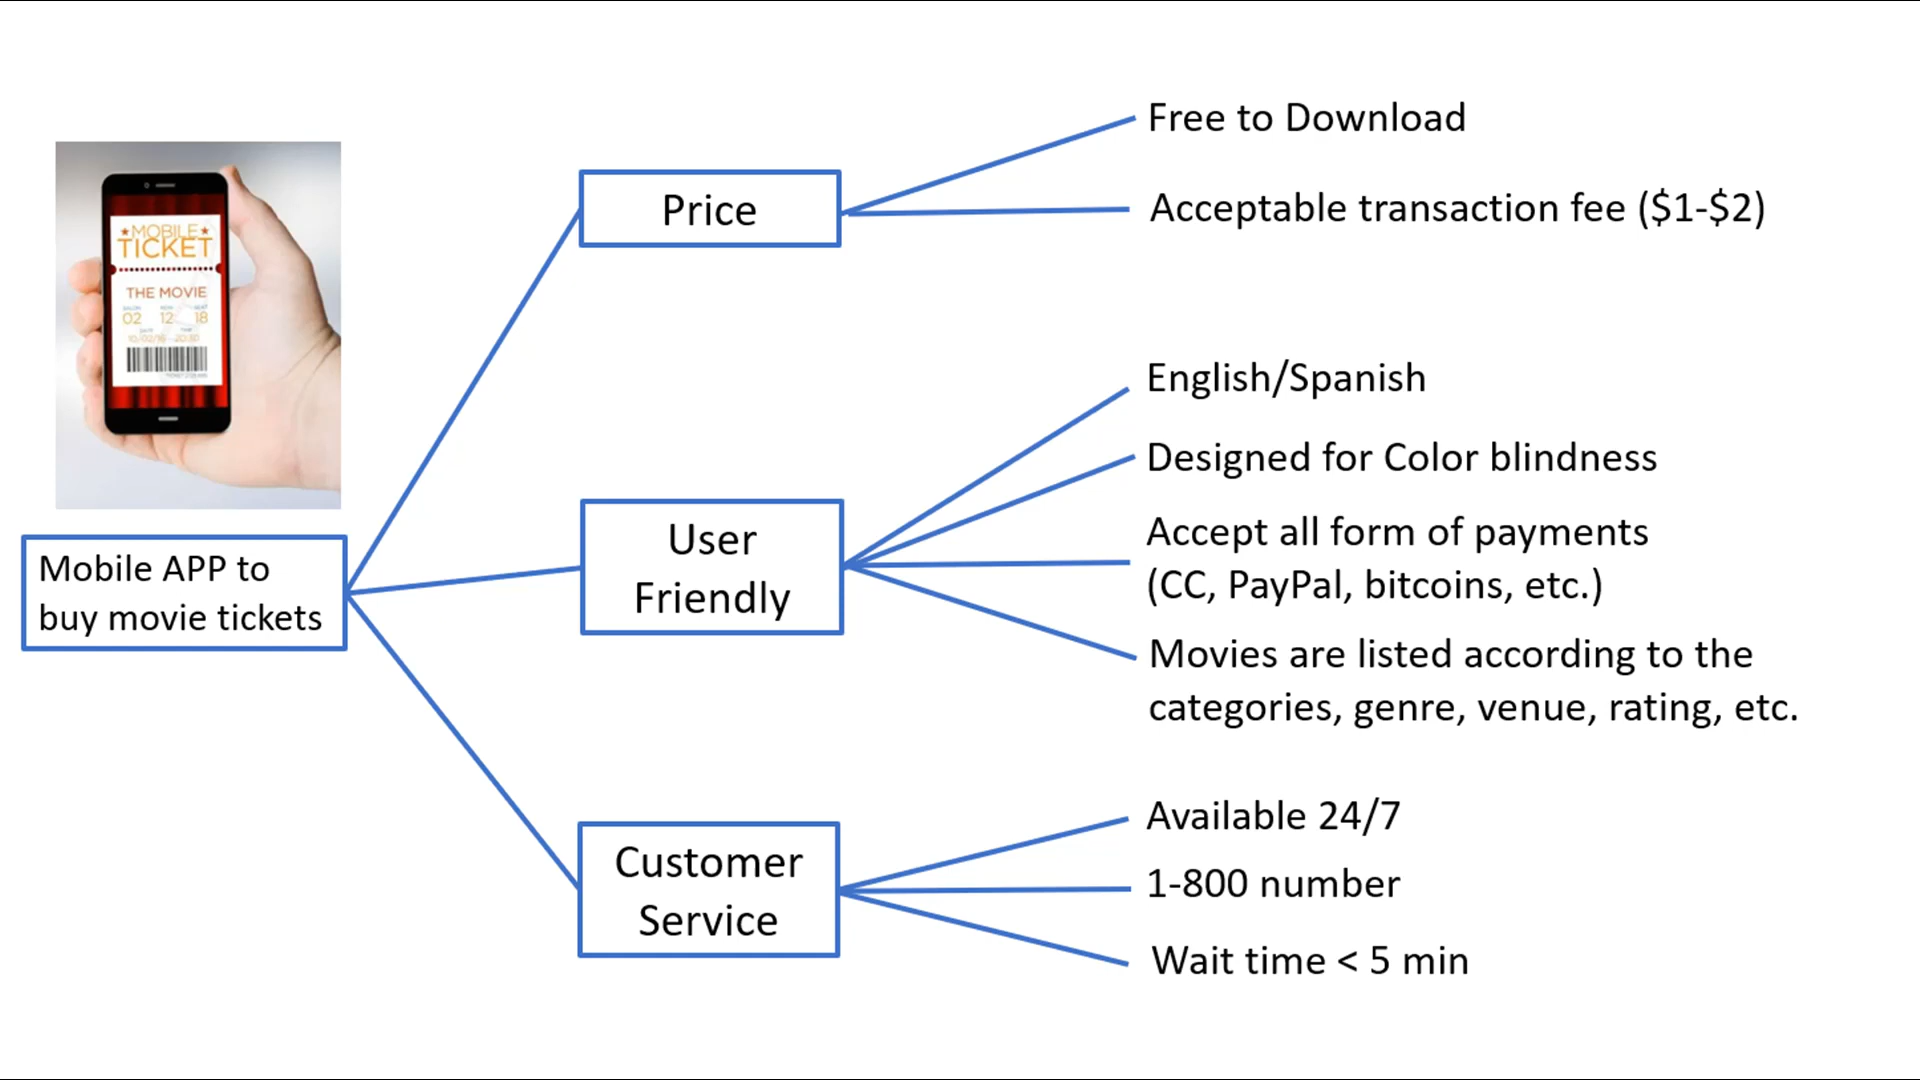 ★MOBILE★
TICKET
THE MOVIE
02 12 18
Mobile APP to
buy movie tickets
Price
Free to Download
Acceptable transaction fee ($1-$2)
User
Friendly
English/Spanish
Designed for Color blindness
Accept all form of payments
(CC, PayPal, bitcoins, etc.)
Movies are listed according to the
categories, genre, venue, rating, etc.
Customer
Service
Available 24/7
1-800 number
Wait time < 5 min